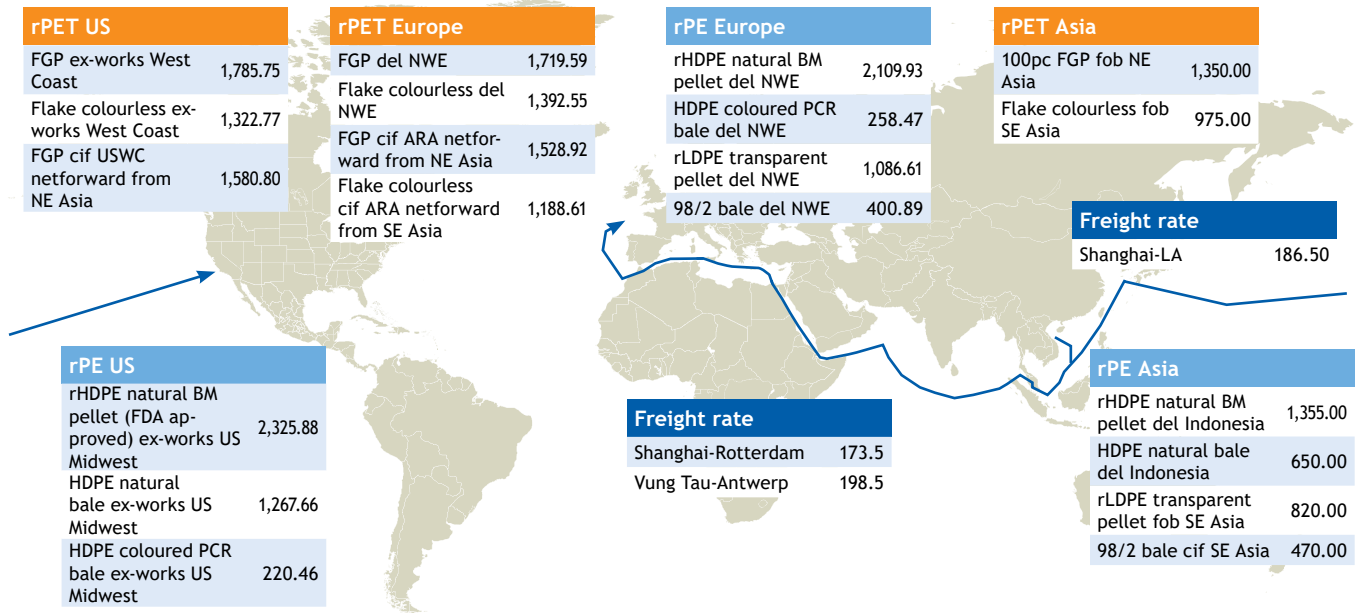 rPET US
FGP ex-works West
Coast 1,785.75
Flake colourless ex-
works West Coast 1,322.77
FGP cif USWC
netforward from 1,580.80
NE Asia
rPET Europe
FGP del NWE 1,719.59
Flake colourless del
NWE 1,392.55
FGP cif ARA netfor-
ward from NE Asia 1,528.92
Flake colourless
cif ARA netforward 1,188.61
from SE Asia
rPE Europe
rHDPE natural BM
pellet del NWE 2,109.93
HDPE coloured PCR
bale del NWE 258.47
rLDPE transparent
pellet del NWE 1,086.61
98/2 bale del NWE 400.89
rPET Asia
100pc FGP fob NE
Asia 1,350.00
Flake colourless fob
SE Asia 975.00
Freight rate
Shanghai-LA 186.50
rPE US
rHDPE natural BM
pellet (FDA ap-
proved) ex-works US 2,325.88
Midwest
HDPE natural
bale ex-works US 1,267.66
Midwest
HDPE coloured PCR
bale ex-works US 220.46
Midwest
Freight rate
Shanghai-Rotterdam 173.5
Vung Tau-Antwerp 198.5
rPE Asia
rHDPE natural BM
pellet del Indonesia 1,355.00
HDPE natural bale
del Indonesia 650.00
rLDPE transparent
pellet fob SE Asia 820.00
98/2 bale cif SE Asia 470.00